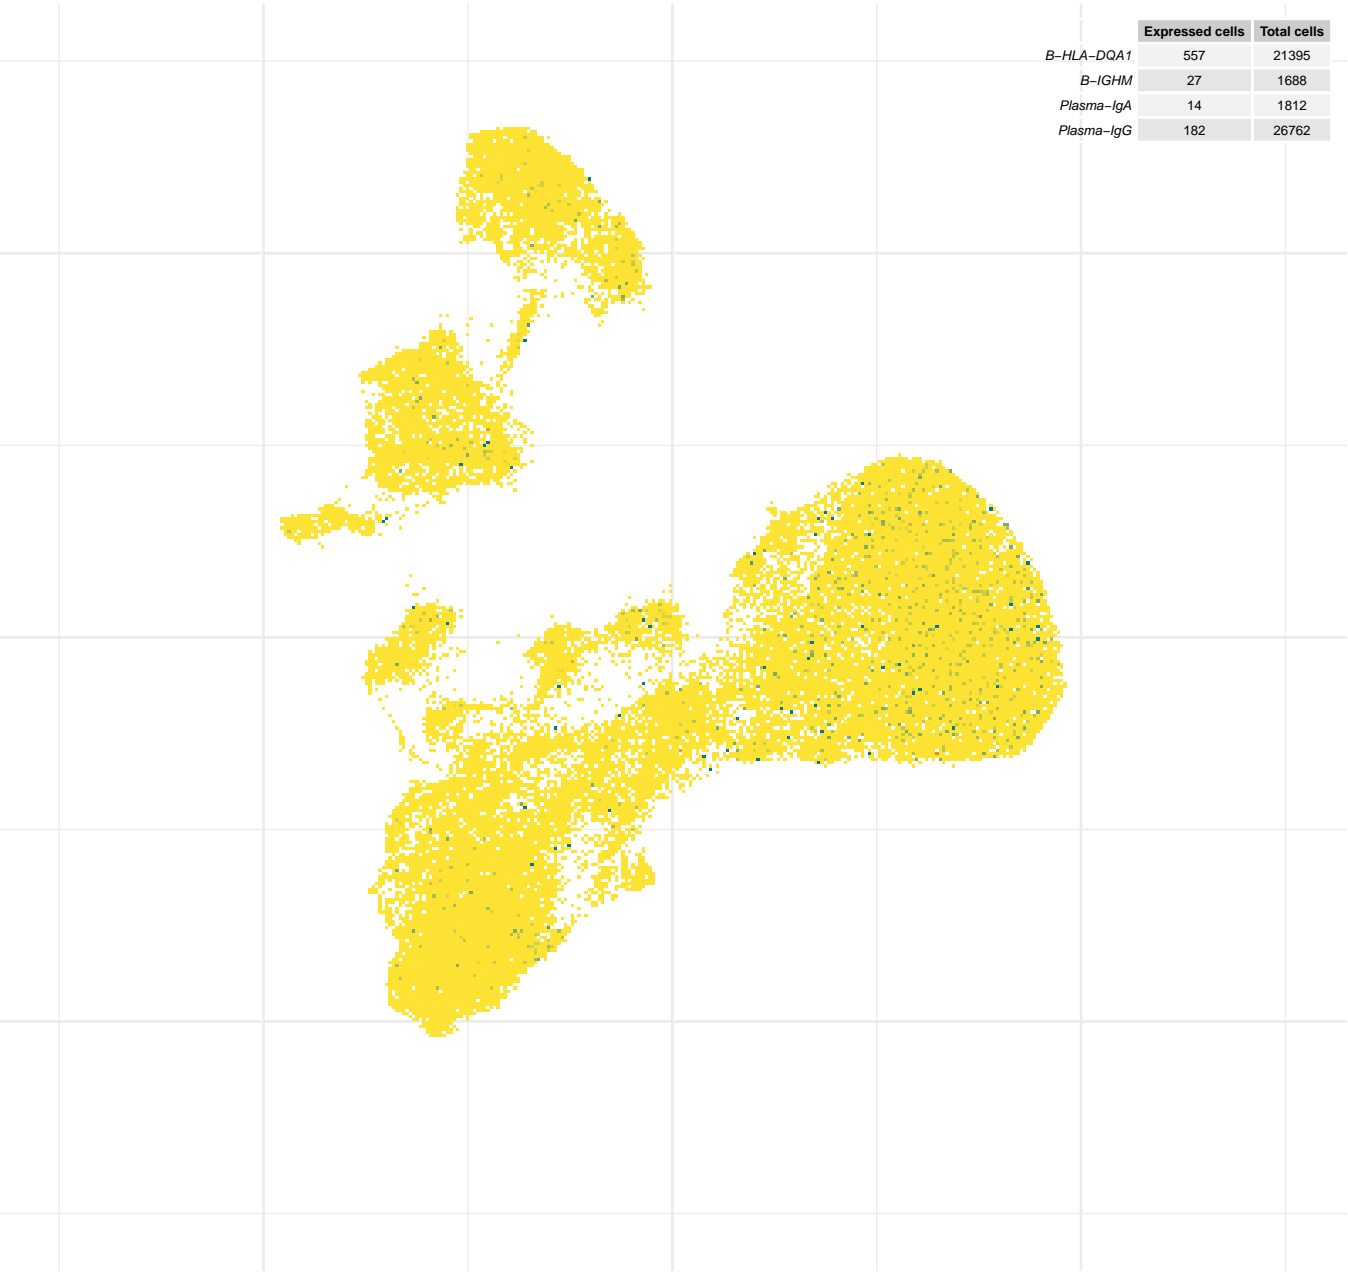 Expressed cells Total cells
B−HLA−DQA1 557 21395
B−IGHM 27 1688
Plasma−IgA 14 1812
Plasma−IgG 182 26762